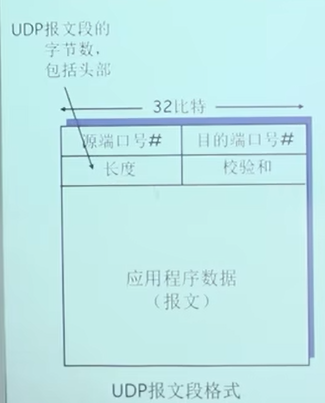 UDP报文段的
字节数，
包括头部
32比特
源端口号# 目的端口号#
长度 校验和
应用程序数据
（报文）
UDP报文段格式